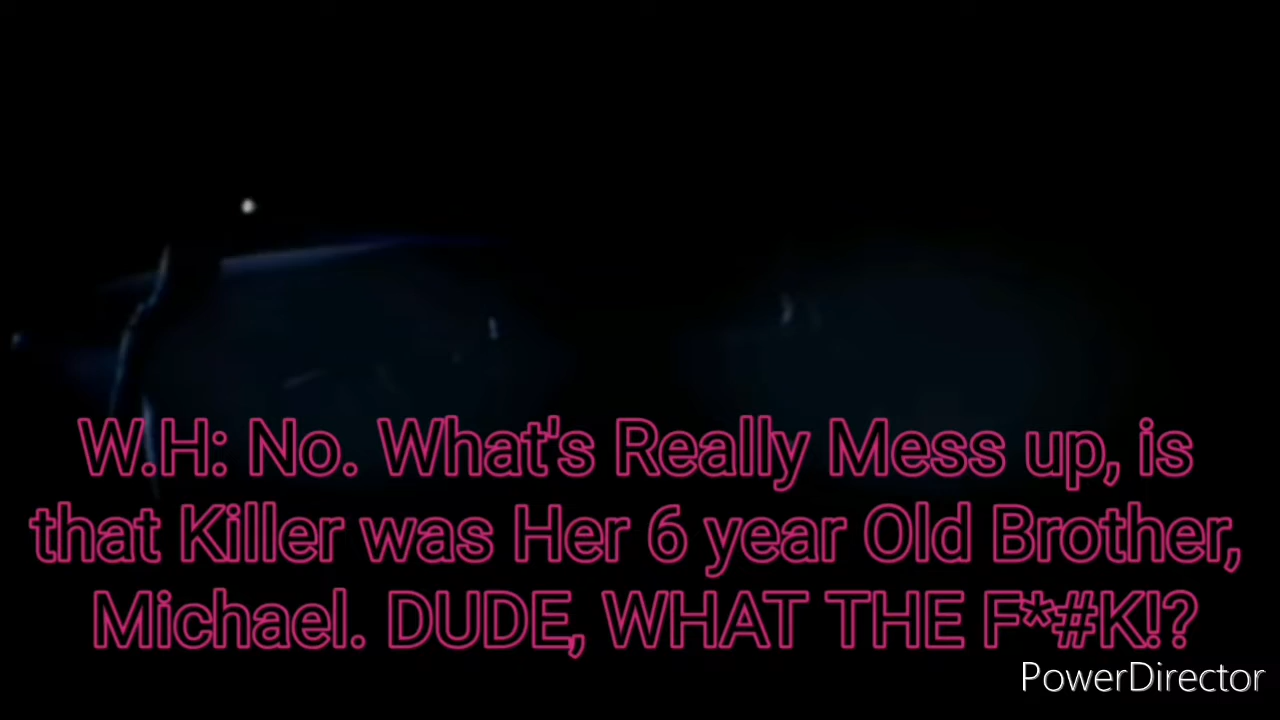 W.H: No. What's Really Mess up, is
that Killer was Her 6 year Old Brother,
Michael. DUDE, WHAT THE F*#K!?
PowerDirector